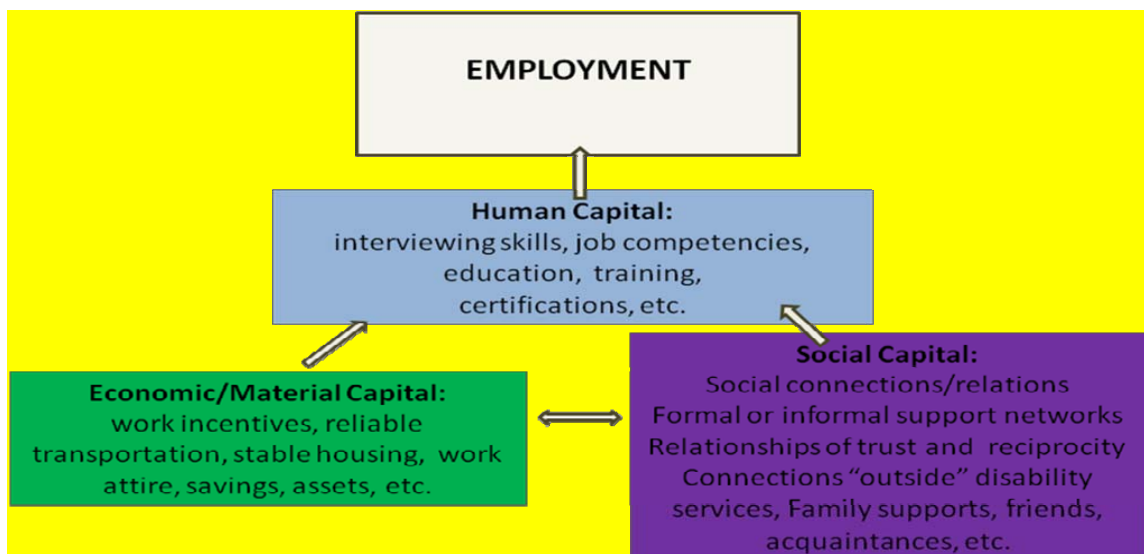 EMPLOYMENT
Human Capital:
interviewing skills, job competencies,
education, training,
certifications, etc.
Economic/Material Capital:
work incentives, reliable
transportation, stable housing, work
attire, savings, assets, etc.
Social Capital:
Social connections/relations
Formal or informal support networks
Relationships of trust and reciprocity
Connections “outside” disability
services, Family supports, friends,
acquaintances, etc.